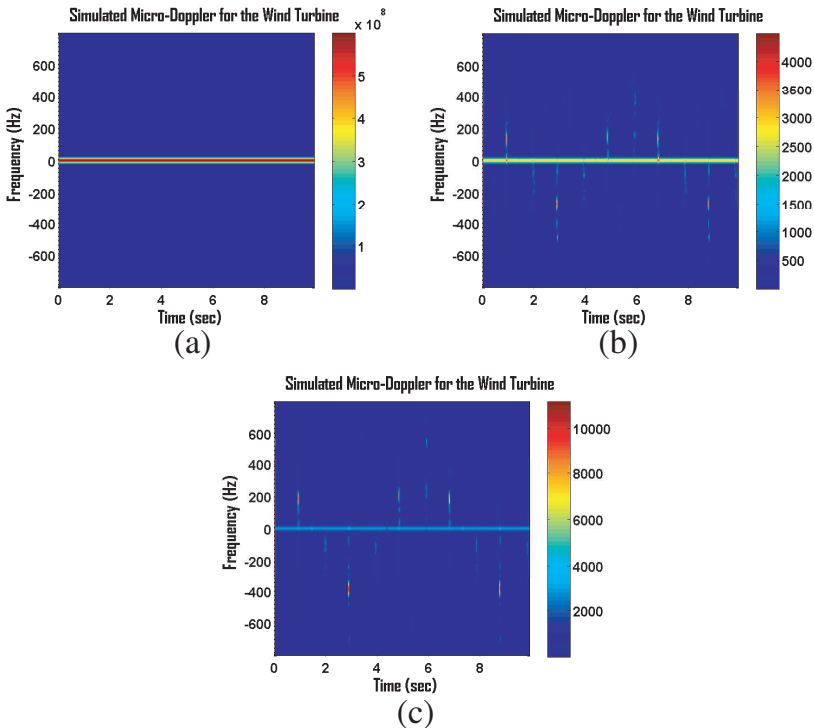 Simulated Micro-Doppler for the Wind Turbine
x 10^8
600
400
200
0
-200
-400
-600
Frequency (Hz)
5
4
3
2
1
0 2 4 6 8
Time (sec)
(a)
Simulated Micro-Doppler for the Wind Turbine
600
400
200
0
-200
-400
-600
Frequency (Hz)
4000
3500
3000
2500
2000
1500
1000
500
0 2 4 6 8
Time (sec)
(b)
Simulated Micro-Doppler for the Wind Turbine
600
400
200
0
-200
-400
-600
Frequency (Hz)
10000
8000
6000
4000
2000
0 2 4 6 8
Time (sec)
(c)